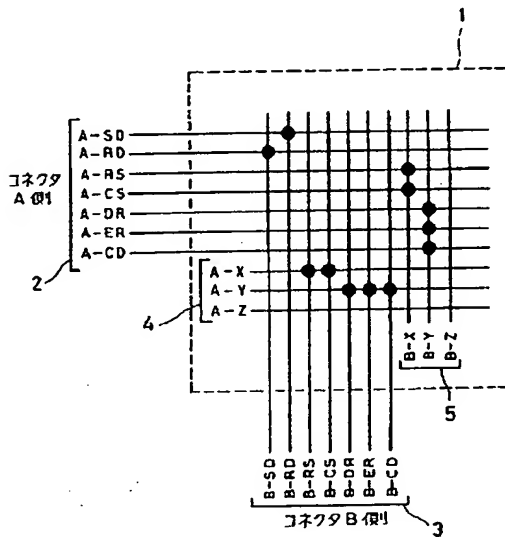 1
A-SD
A-RD
A-RS
A-CS
A-DR
A-ER
A-CD
コネクタ
A側
2
A-X
A-Y
A-Z
4
B-X
B-Y
B-Z
5
B-SD
B-RD
B-RS
B-CS
B-DR
B-ER
B-CD
コネクタB側
3